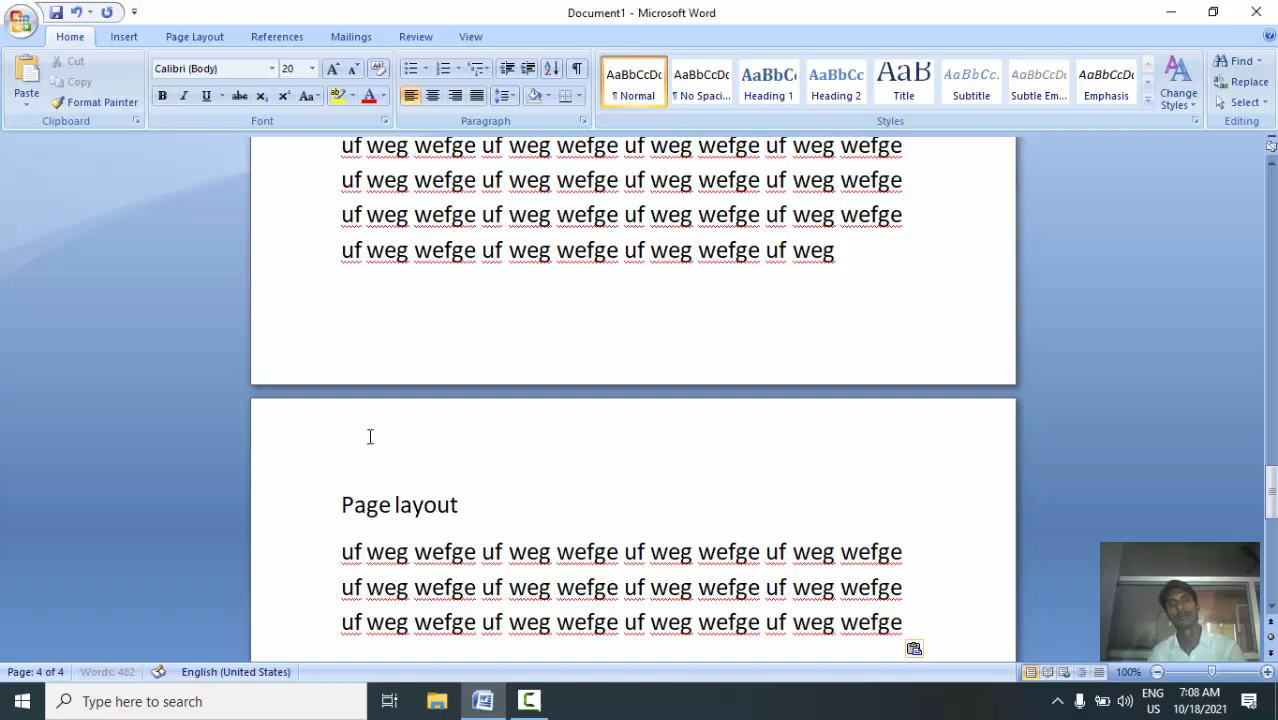 Document1 - Microsoft Word
Home Insert Page Layout References Mailings Review View
Paste
Cut
Copy
Format Painter
Clipboard
Calibri (Body) 20
B I U abc x₂ x² Aa
Font
Paragraph
AaBbCcDc AaBbCcDc AaBbC AaBbCc AaB AaBbCc. AaBbCcDc AaBbCcDc
¶ Normal ¶ No Spaci... Heading 1 Heading 2 Title Subtitle Subtle Em... Emphasis
Change
Styles
Styles
Find
Replace
Select
Editing
uf weg wefge uf weg wefge uf weg wefge uf weg wefge
uf weg wefge uf weg wefge uf weg wefge uf weg wefge
uf weg wefge uf weg wefge uf weg wefge uf weg wefge
uf weg wefge uf weg wefge uf weg wefge uf weg
Page layout
uf weg wefge uf weg wefge uf weg wefge uf weg wefge
uf weg wefge uf weg wefge uf weg wefge uf weg wefge
uf weg wefge uf weg wefge uf weg wefge uf weg wefge
Page: 4 of 4 Words: 482 English (United States) 100%
Type here to search
ENG
US
7:08 AM
10/18/2021